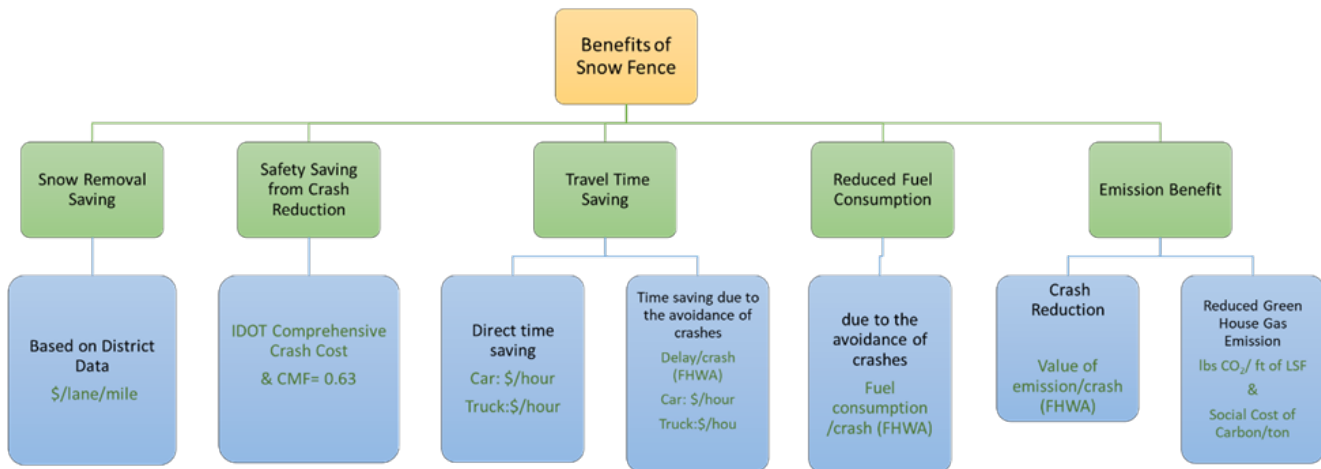 Benefits of
Snow Fence
Snow Removal
Saving
Safety Saving
from Crash
Reduction
Travel Time
Saving
Reduced Fuel
Consumption
Emission Benefit
Based on District
Data
$/lane/mile
IDOT Comprehensive
Crash Cost
& CMF= 0.63
Direct time
saving
Car: $/hour
Truck:$/hour
Time saving due to
the avoidance of
crashes
Delay/crash
(FHWA)
Car: $/hour
Truck:$/hou
due to the
avoidance of
crashes
Fuel
consumption
/crash (FHWA)
Crash
Reduction
Value of
emission/crash
(FHWA)
Reduced Green
House Gas
Emission
lbs CO₂/ ft of LSF
&
Social Cost of
Carbon/ton